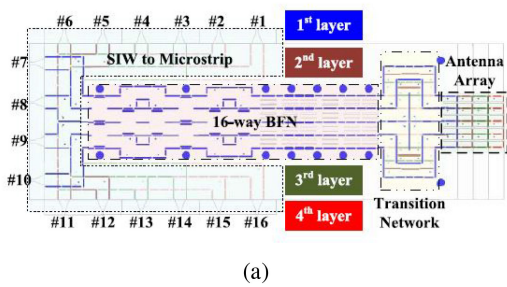 #6 #5 #4 #3 #2 #1
1st layer
SIW to Microstrip
2nd layer
Antenna
Array
#7
#8
16-way BFN
#9
#10
3rd layer
4th layer
Transition
Network
#11 #12 #13 #14 #15 #16
(a)